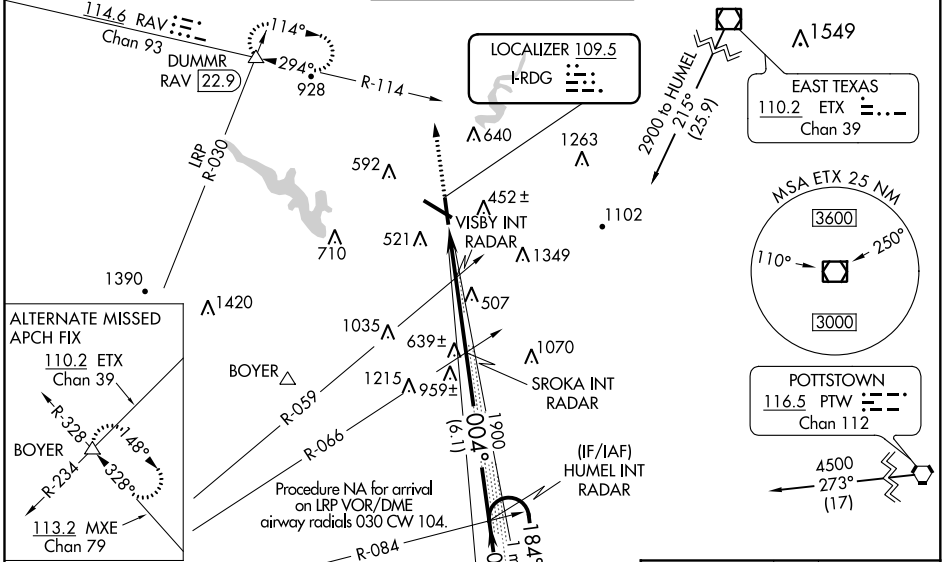 114.6 RAV
Chan 93
DUMMR
RAV 22.9
114°
294°
928
R-114
LRP
R-030
LOCALIZER 109.5
I-RDG
640
1263
592
452±
VISBY INT
RADAR
521
1349
1102
710
507
1390
1420
1035
639±
1070
BOYER
1215
959±
SROKA INT
RADAR
R-059
R-066
004°
1900
(6.1)
(IF/IAF)
HUMEL INT
RADAR
Procedure NA for arrival
on LRP VOR/DME
airway radials 030 CW 104.
R-084
184°
2900 to HUMEL
215°
(25.9)
1549
EAST TEXAS
110.2 ETX
Chan 39
MSA ETX 25 NM
3600
110°
250°
3000
POTTSTOWN
116.5 PTW
Chan 112
4500
273°
(17)
ALTERNATE MISSED
APCH FIX
110.2 ETX
Chan 39
R-328
148°
BOYER
328°
R-234
113.2 MXE
Chan 79